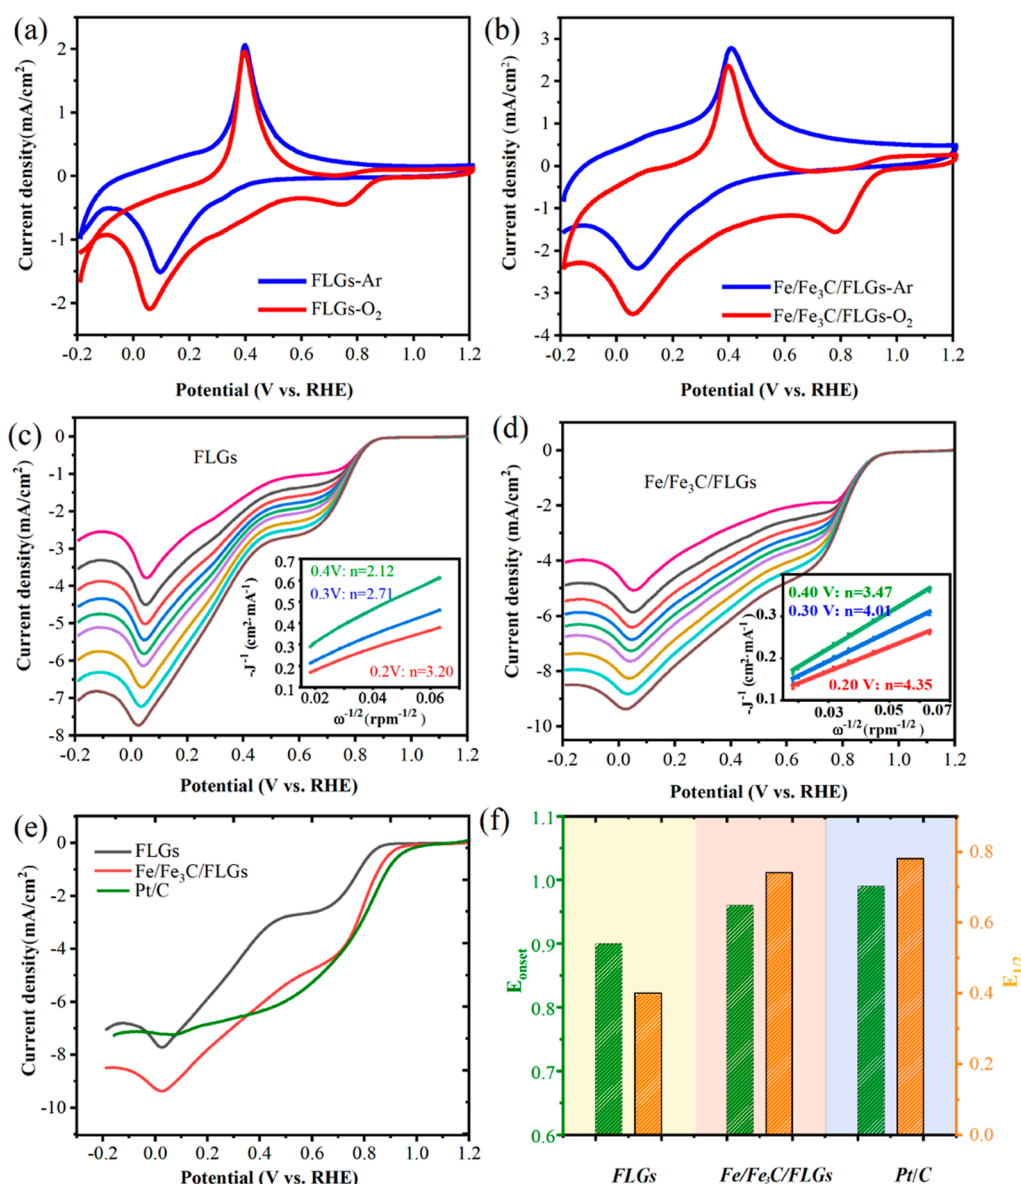 (a)
Current density(mA/cm²)
2
1
0
-1
-2
FLGs-Ar
FLGs-O₂
-0.2 0.0 0.2 0.4 0.6 0.8 1.0 1.2
Potential (V vs. RHE)
(b)
Current density (mA/cm²)
3
2
1
0
-1
-2
-3
-4
Fe/Fe₃C/FLGs-Ar
Fe/Fe₃C/FLGs-O₂
-0.2 0.0 0.2 0.4 0.6 0.8 1.0 1.2
Potential (V vs. RHE)
(c)
FLGs
Current density(mA/cm²)
0
-1
-2
-3
-4
-5
-6
-7
-8
-0.2 0.0 0.2 0.4 0.6 0.8 1.0 1.2
Potential (V vs. RHE)
0.4V: n=2.12
0.3V: n=2.71
0.2V: n=3.20
-J⁻¹ (cm²·mA⁻¹)
0.7
0.6
0.5
0.4
0.3
0.2
0.1
0.02 0.04 0.06
ω⁻¹/² (rpm⁻¹/²)
(d)
Fe/Fe₃C/FLGs
Current density (mA/cm²)
0
-2
-4
-6
-8
-10
-0.2 0.0 0.2 0.4 0.6 0.8 1.0 1.2
Potential (V vs. RHE)
0.40 V: n=3.47
0.30 V: n=4.01
0.20 V: n=4.35
-J⁻¹ (cm²·mA⁻¹)
0.3
0.2
0.1
0.03 0.05 0.07
ω⁻¹/² (rpm⁻¹/²)
(e)
FLGs
Fe/Fe₃C/FLGs
Pt/C
Current density(mA/cm²)
0
-2
-4
-6
-8
-10
0.0 0.2 0.4 0.6 0.8 1.0 1.2
Potential (V vs. RHE)
(f)
E_onset
1.1
1.0
0.9
0.8
0.7
0.6
0.8
0.6
0.4
0.2
0.0
E_1/2
FLGs Fe/Fe₃C/FLGs Pt/C